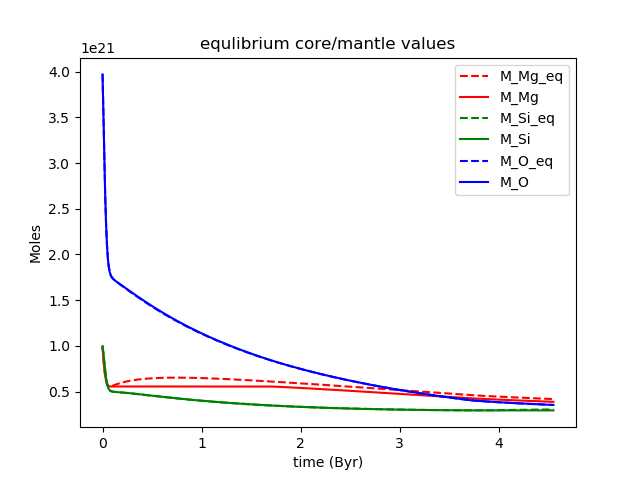 equlibrium core/mantle values
1e21
4.0
3.5
3.0
2.5
2.0
1.5
1.0
0.5
Moles
M_Mg_eq
M_Mg
M_Si_eq
M_Si
M_O_eq
M_O
0 1 2 3 4
time (Byr)